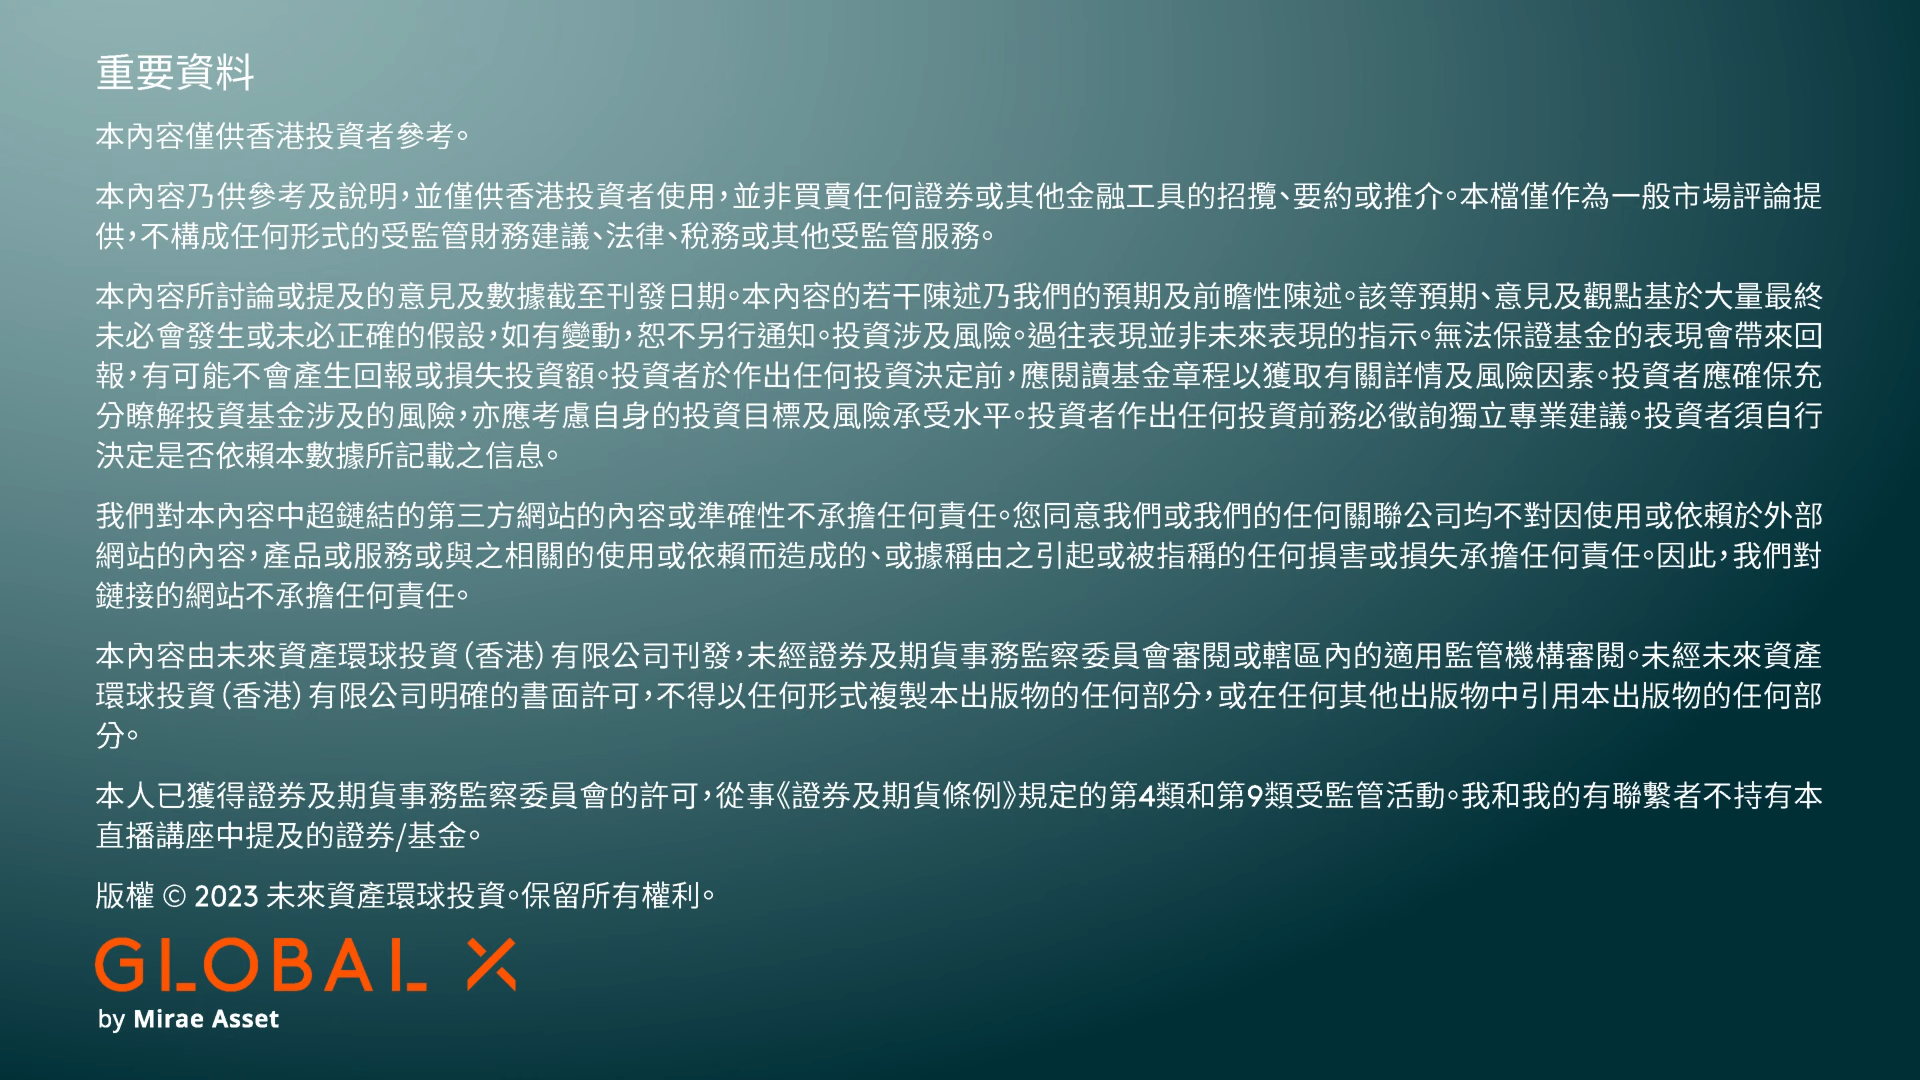 重要資料
本內容僅供香港投資者參考。
本內容乃供參考及說明，並僅供香港投資者使用，並非買賣任何證券或其他金融工具的招攬、要約或推介。本檔僅作為一般市場評論提
供，不構成任何形式的受監管財務建議、法律、稅務或其他受監管服務。
本內容所討論或提及的意見及數據截至刊發日期。本內容的若干陳述乃我們的預期及前瞻性陳述。該等預期、意見及觀點基於大量最終
未必會發生或未必正確的假設，如有變動，恕不另行通知。投資涉及風險。過往表現並非未來表現的指示。無法保證基金的表現會帶來回
報，有可能不會產生回報或損失投資額。投資者於作出任何投資決定前，應閱讀基金章程以獲取有關詳情及風險因素。投資者應確保充
分瞭解投資基金涉及的風險，亦應考慮自身的投資目標及風險承受水平。投資者作出任何投資前務必徵詢獨立專業建議。投資者須自行
決定是否依賴本數據所記載之信息。
我們對本內容中超鏈結的第三方網站的內容或準確性不承擔任何責任。您同意我們或我們的任何關聯公司均不對因使用或依賴於外部
網站的內容，產品或服務或與之相關的使用或依賴而造成的、或據稱由之引起或被指稱的任何損害或損失承擔任何責任。因此，我們對
鏈接的網站不承擔任何責任。
本內容由未來資產環球投資（香港）有限公司刊發，未經證券及期貨事務監察委員會審閱或轄區內的適用監管機構審閱。未經未來資產
環球投資（香港）有限公司明確的書面許可，不得以任何形式複製本出版物的任何部分，或在任何其他出版物中引用本出版物的任何部
分。
本人已獲得證券及期貨事務監察委員會的許可，從事《證券及期貨條例》規定的第4類和第9類受監管活動。我和我的有聯繫者不持有本
直播講座中提及的證券/基金。
版權 © 2023 未來資產環球投資。保留所有權利。
GLOBAL X
by Mirae Asset